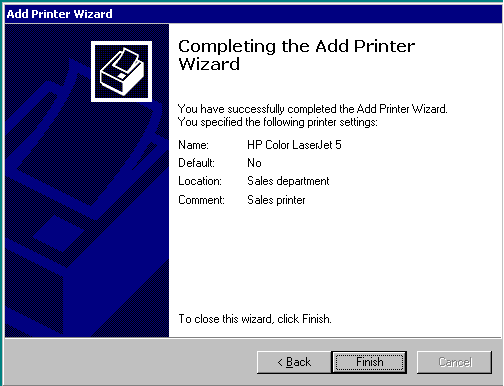 Add Printer Wizard
Completing the Add Printer
Wizard
You have successfully completed the Add Printer Wizard.
You specified the following printer settings:
Name: HP Color LaserJet 5
Default: No
Location: Sales department
Comment: Sales printer
To close this wizard, click Finish.
< Back Finish Cancel